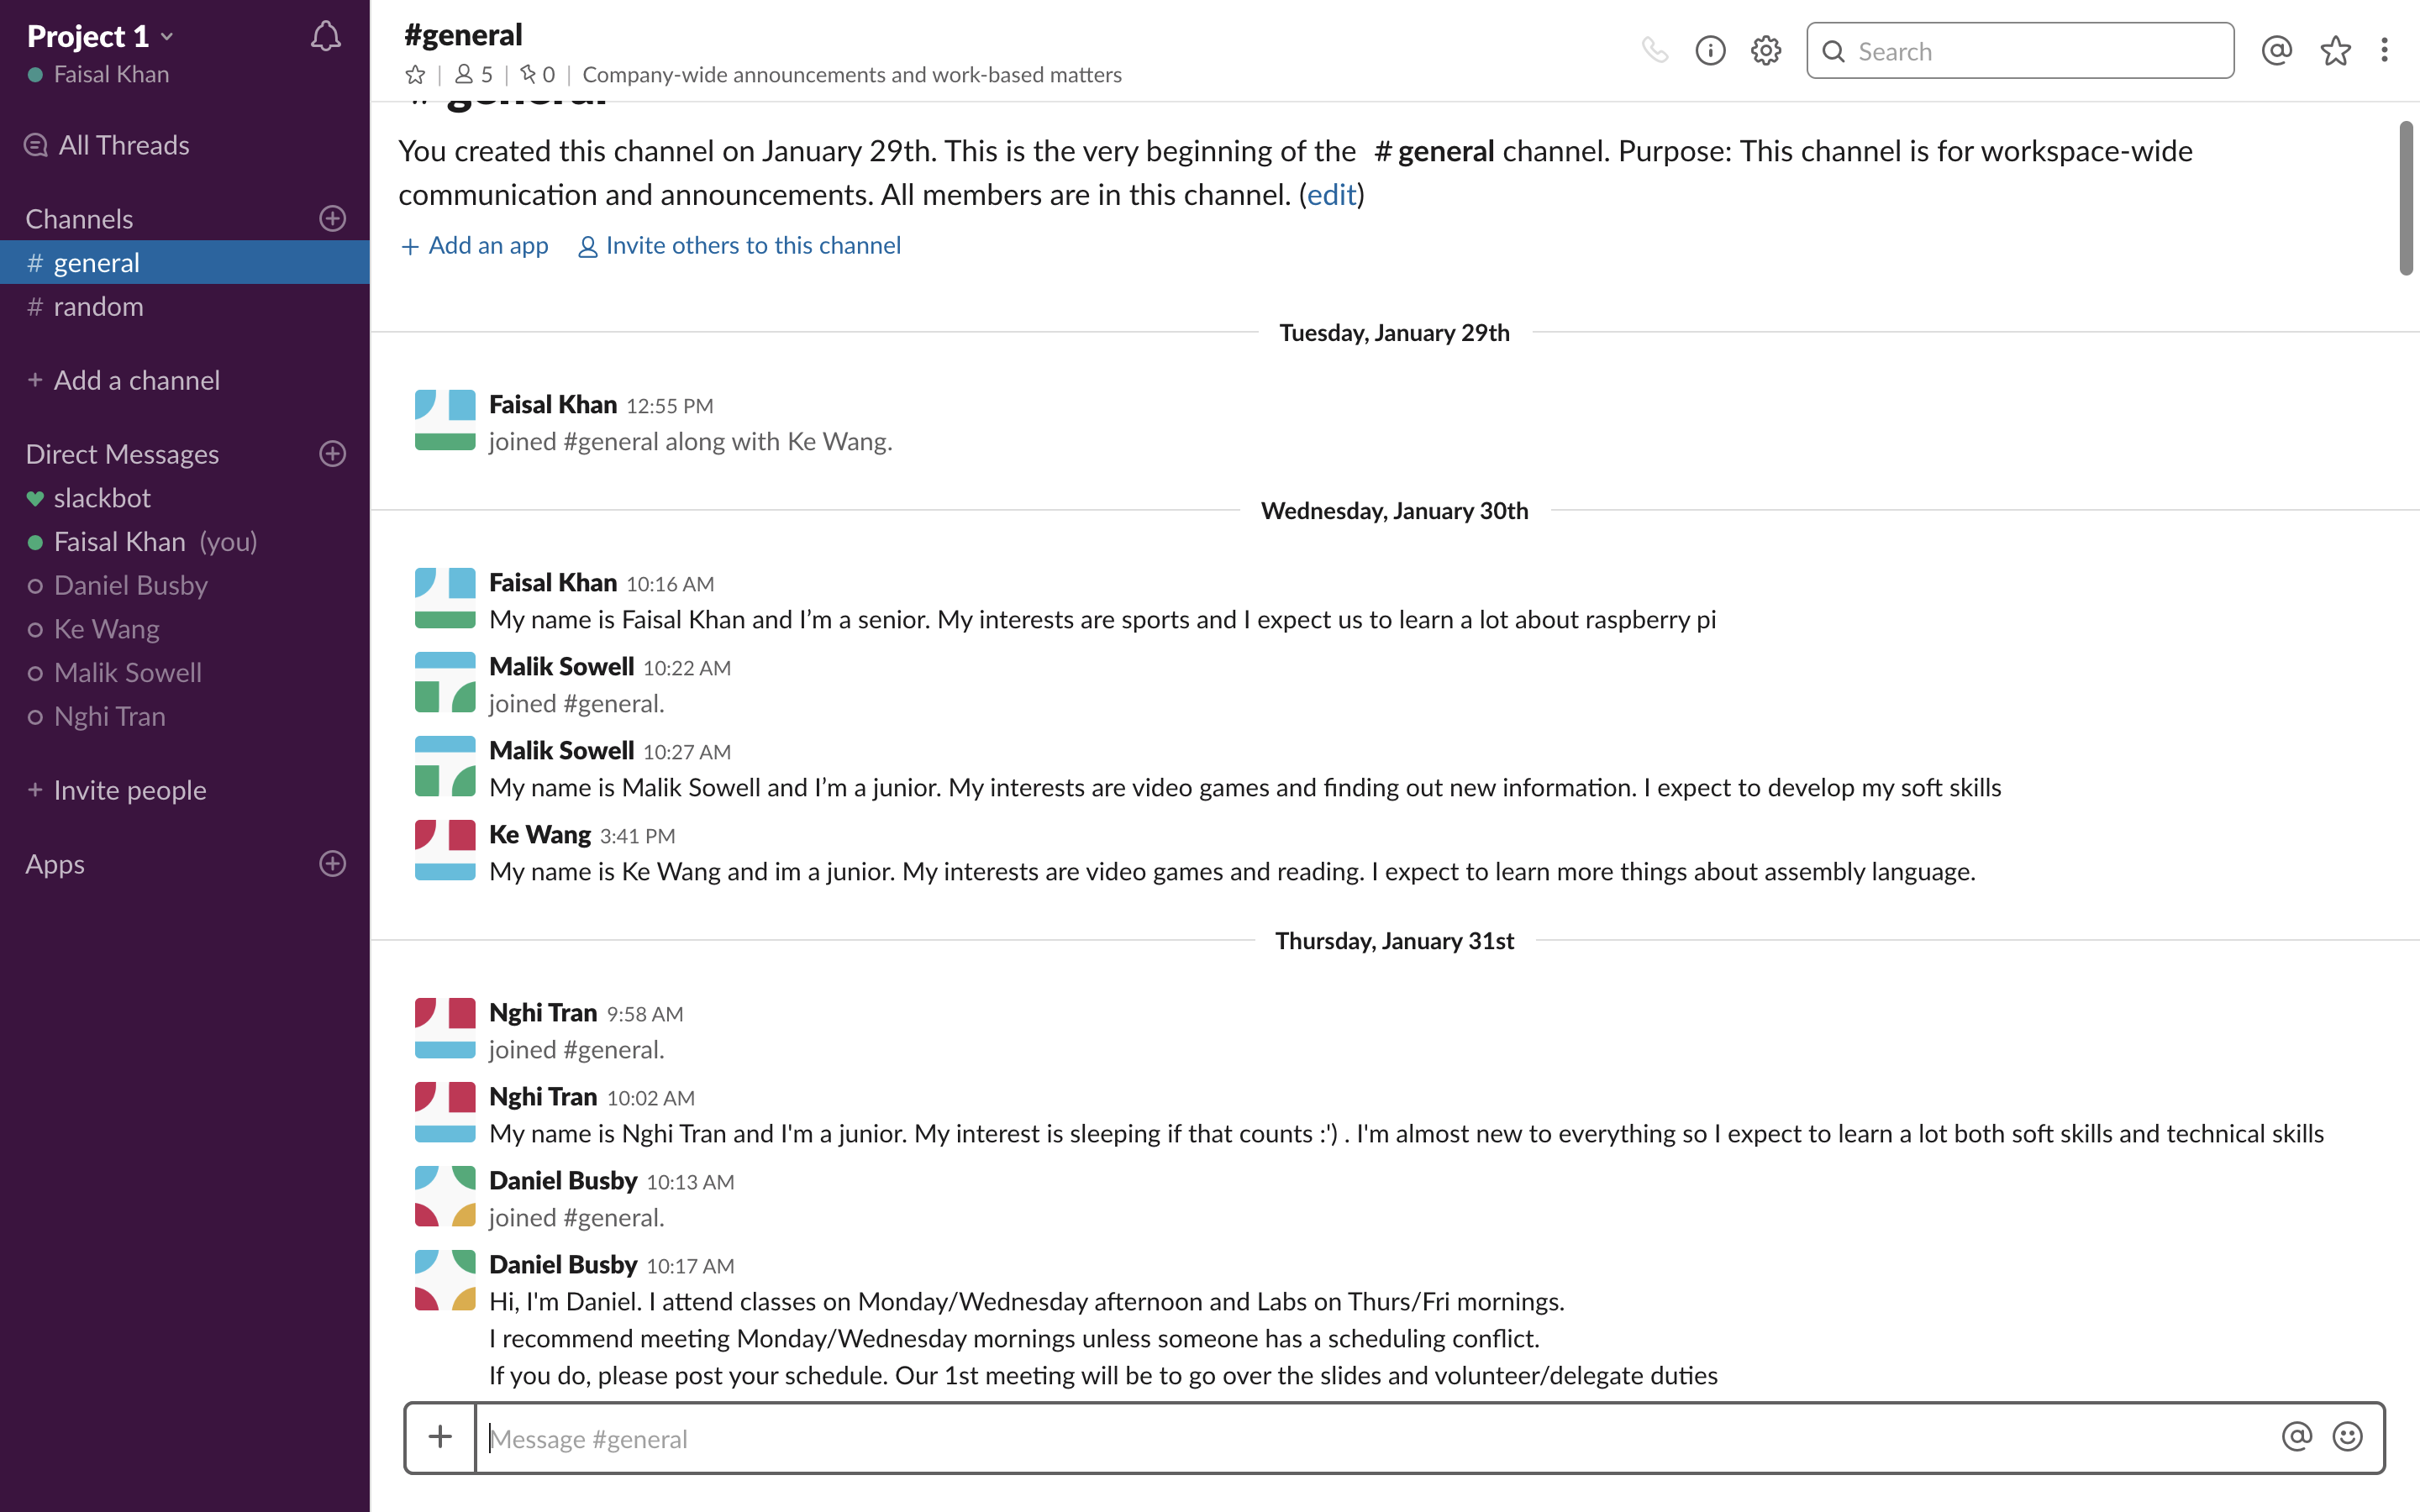 Project 1
Faisal Khan
All Threads
Channels
# general
# random
+ Add a channel
Direct Messages
slackbot
Faisal Khan (you)
Daniel Busby
Ke Wang
Malik Sowell
Nghi Tran
+ Invite people
Apps
#general
5 | 0 | Company-wide announcements and work-based matters
Search
# general
You created this channel on January 29th. This is the very beginning of the # general channel. Purpose: This channel is for workspace-wide
communication and announcements. All members are in this channel. (edit)
+ Add an app Invite others to this channel
Tuesday, January 29th
Faisal Khan 12:55 PM
joined #general along with Ke Wang.
Wednesday, January 30th
Faisal Khan 10:16 AM
My name is Faisal Khan and I’m a senior. My interests are sports and I expect us to learn a lot about raspberry pi
Malik Sowell 10:22 AM
joined #general.
Malik Sowell 10:27 AM
My name is Malik Sowell and I’m a junior. My interests are video games and finding out new information. I expect to develop my soft skills
Ke Wang 3:41 PM
My name is Ke Wang and im a junior. My interests are video games and reading. I expect to learn more things about assembly language.
Thursday, January 31st
Nghi Tran 9:58 AM
joined #general.
Nghi Tran 10:02 AM
My name is Nghi Tran and I'm a junior. My interest is sleeping if that counts :') . I'm almost new to everything so I expect to learn a lot both soft skills and technical skills
Daniel Busby 10:13 AM
joined #general.
Daniel Busby 10:17 AM
Hi, I'm Daniel. I attend classes on Monday/Wednesday afternoon and Labs on Thurs/Fri mornings.
I recommend meeting Monday/Wednesday mornings unless someone has a scheduling conflict.
If you do, please post your schedule. Our 1st meeting will be to go over the slides and volunteer/delegate duties
Message #general